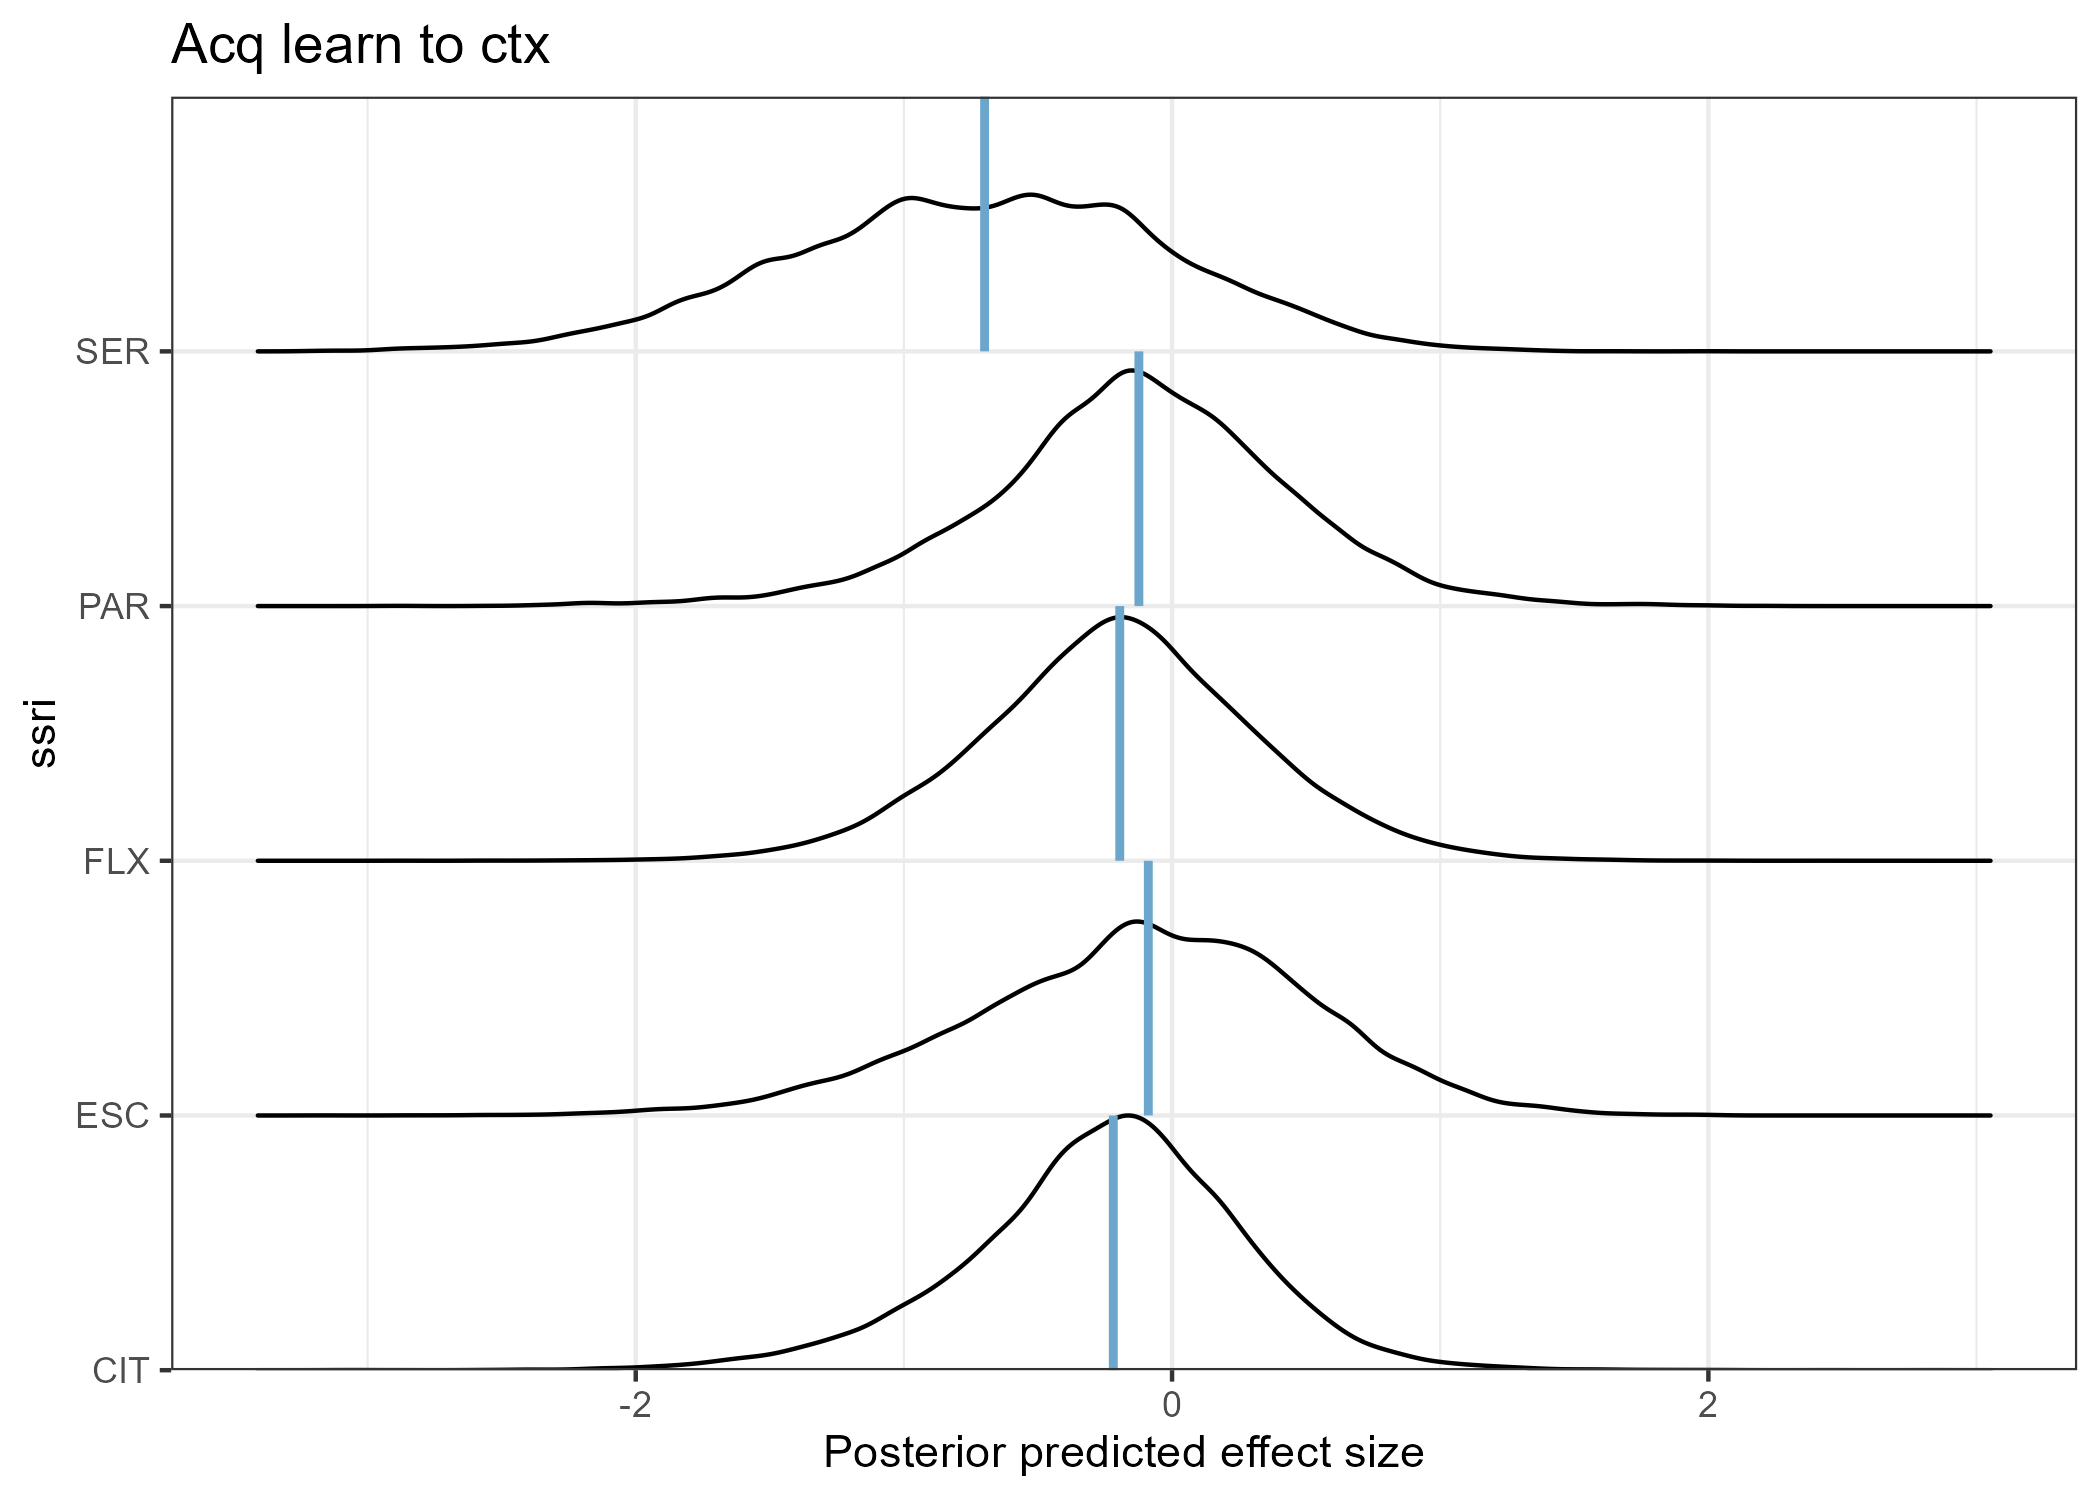 Acq learn to ctx
SER
PAR
FLX
ESC
CIT
ssri
-2
0
2
Posterior predicted effect size